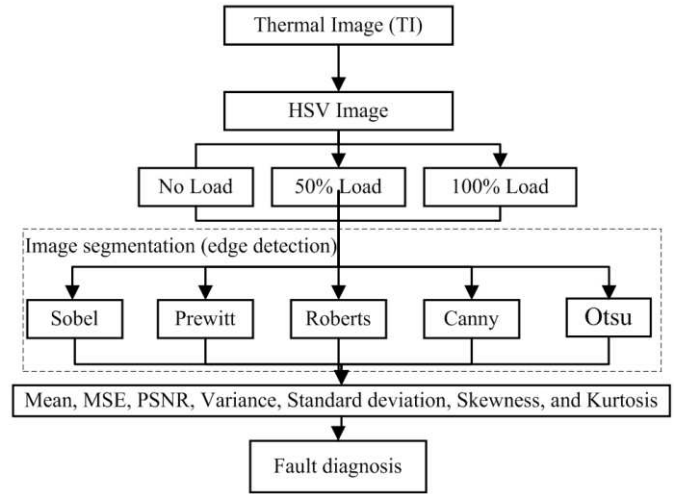 Thermal Image (TI)
HSV Image
No Load
50% Load
100% Load
Image segmentation (edge detection)
Sobel
Prewitt
Roberts
Canny
Otsu
Mean, MSE, PSNR, Variance, Standard deviation, Skewness, and Kurtosis
Fault diagnosis